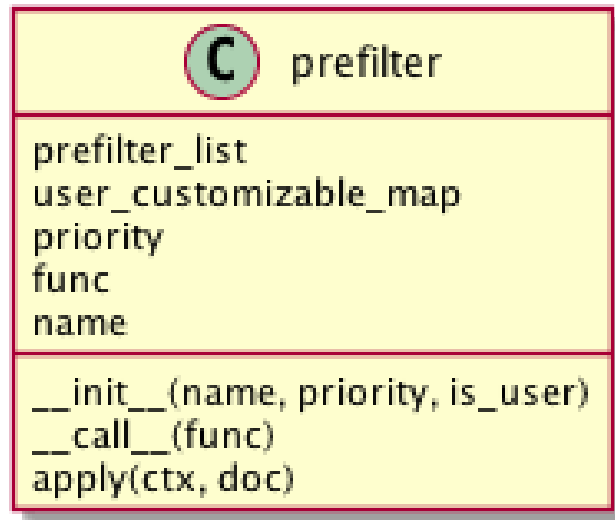 C prefilter
prefilter_list
user_customizable_map
priority
func
name
__init__(name, priority, is_user)
__call__(func)
apply(ctx, doc)